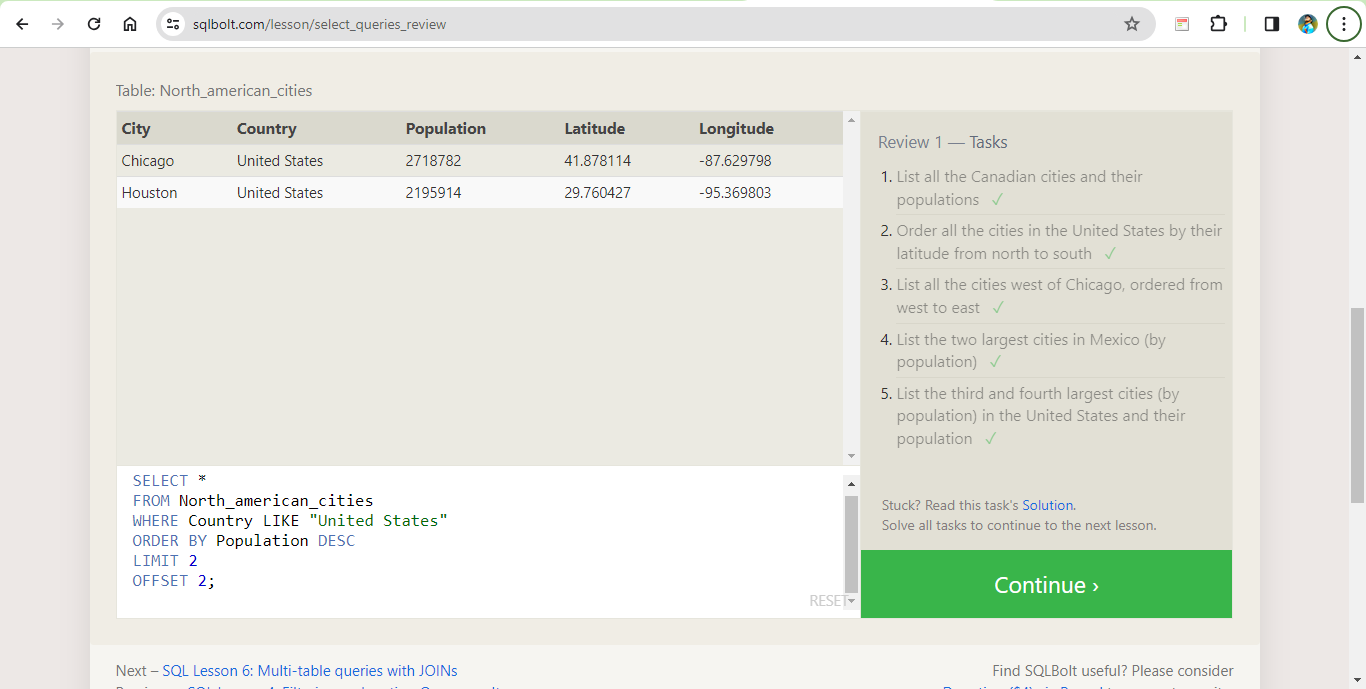 sqlbolt.com/lesson/select_queries_review
Table: North_american_cities
City Country Population Latitude Longitude
Chicago United States 2718782 41.878114 -87.629798
Houston United States 2195914 29.760427 -95.369803
SELECT *
FROM North_american_cities
WHERE Country LIKE "United States"
ORDER BY Population DESC
LIMIT 2
OFFSET 2;
RESET
Review 1 — Tasks
1. List all the Canadian cities and their
populations ✓
2. Order all the cities in the United States by their
latitude from north to south ✓
3. List all the cities west of Chicago, ordered from
west to east ✓
4. List the two largest cities in Mexico (by
population) ✓
5. List the third and fourth largest cities (by
population) in the United States and their
population ✓
Stuck? Read this task's Solution.
Solve all tasks to continue to the next lesson.
Continue ›
Next – SQL Lesson 6: Multi-table queries with JOINs
Find SQLBolt useful? Please consider